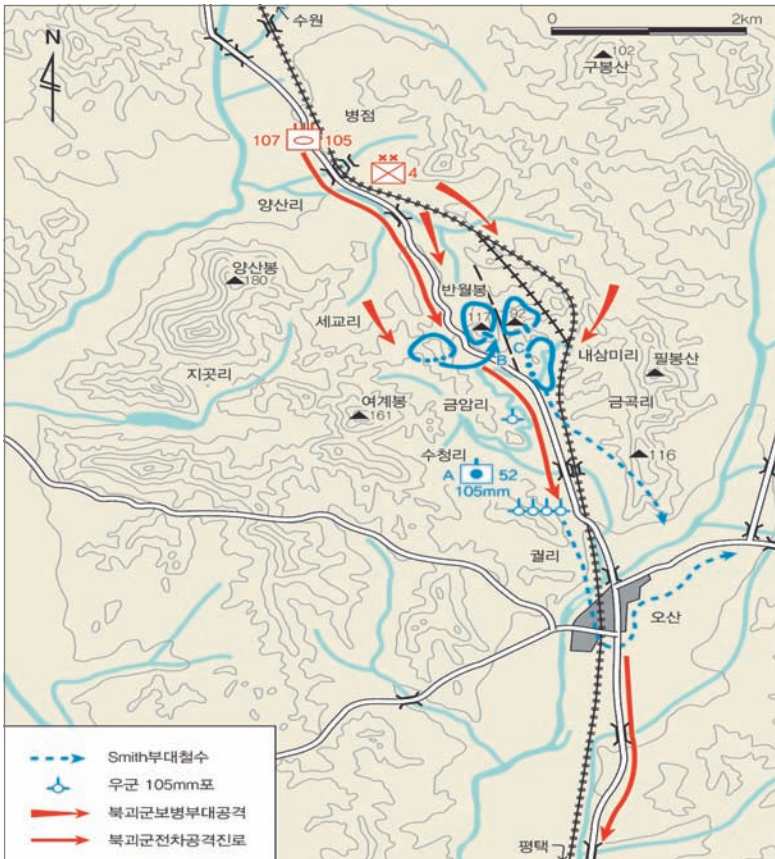 수원
0 2km
N
102
구봉산
병점
107 105
4
양산리
양산봉
180
반월봉
117
92
세교리
B
C
내삼미리
필봉산
지곳리
여계봉
161
금암리
금곡리
수청리
116
A 52
105mm
궐리
오산
Smith부대철수
우군 105mm포
북괴군보병부대공격
북괴군전차공격진로
평택